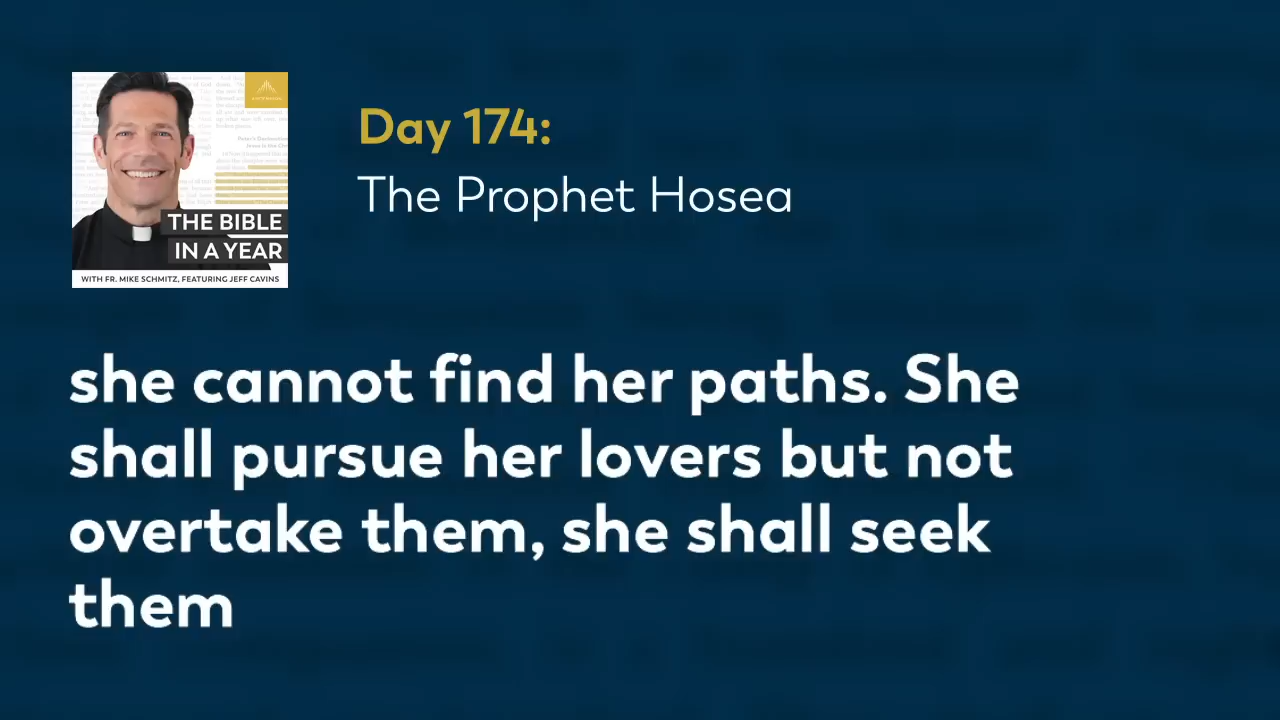 Day 174:
The Prophet Hosea
THE BIBLE
IN A YEAR
WITH FR. MIKE SCHMITZ, FEATURING JEFF CAVINS
she cannot find her paths. She
shall pursue her lovers but not
overtake them, she shall seek
them